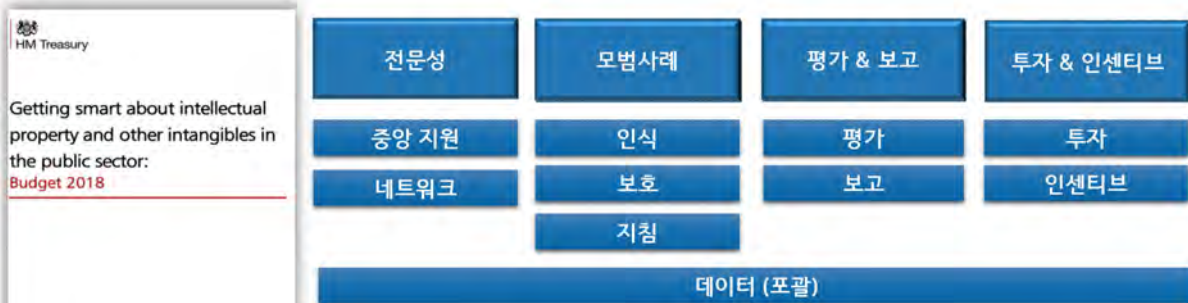 HM Treasury
Getting smart about intellectual
property and other intangibles in
the public sector:
Budget 2018
전문성
모범사례
평가 & 보고
투자 & 인센티브
중앙 지원
인식
평가
투자
네트워크
보호
보고
인센티브
지침
데이터 (포괄)